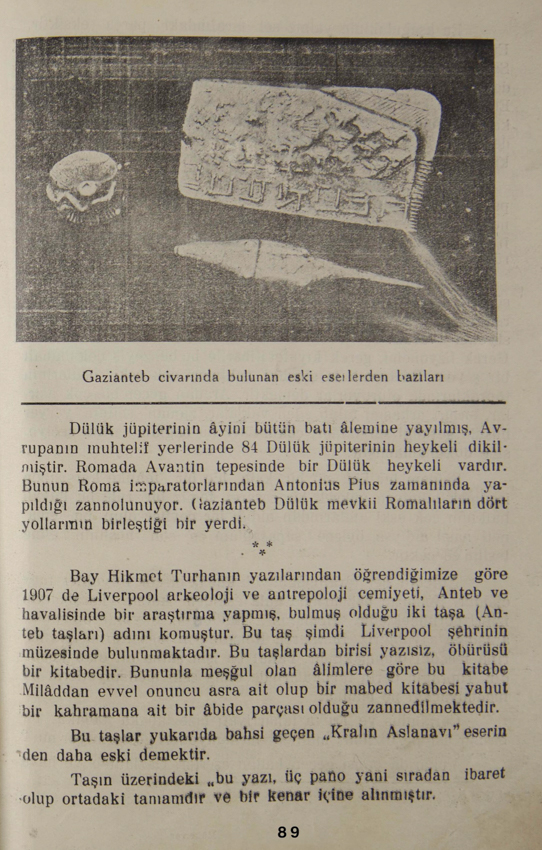 Gazianteb civarında bulunan eski eserlerden bazıları
Dülük jüpiterinin âyini bütün batı âlemine yayılmış, Av-
rupanın muhtelif yerlerinde 84 Dülük jüpiterinin heykeli dikil-
miştir. Romada Avantin tepesinde bir Dülük heykeli vardır.
Bunun Roma imparatorlarından Antonius Pius zamanında ya-
pıldığı zannolunuyor. Gazianteb Dülük mevkii Romalıların dört
yollarının birleştiği bir yerdi.
* * *
Bay Hikmet Turhanın yazılarından öğrendiğimize göre
1907 de Liverpool arkeoloji ve antrepoloji cemiyeti, Anteb ve
havalisinde bir araştırma yapmış, bulmuş olduğu iki taşa (An-
teb taşları) adını komuştur. Bu taş şimdi Liverpool şehrinin
müzesinde bulunmaktadır. Bu taşlardan birisi yazısız, öbürüsü
bir kitabedir. Bununla meşgul olan âlimlere göre bu kitabe
Milâddan evvel onuncu asra ait olup bir mabed kitabesi yahut
bir kahramana ait bir âbide parçası olduğu zannedilmektedir.
Bu taşlar yukarıda bahsi geçen „Kralın Aslanavı” eserin
den daha eski demektir.
Taşın üzerindeki „bu yazı, üç pano yani sıradan ibaret
olup ortadaki tamamdır ve bir kenar içine alınmıştır.
89